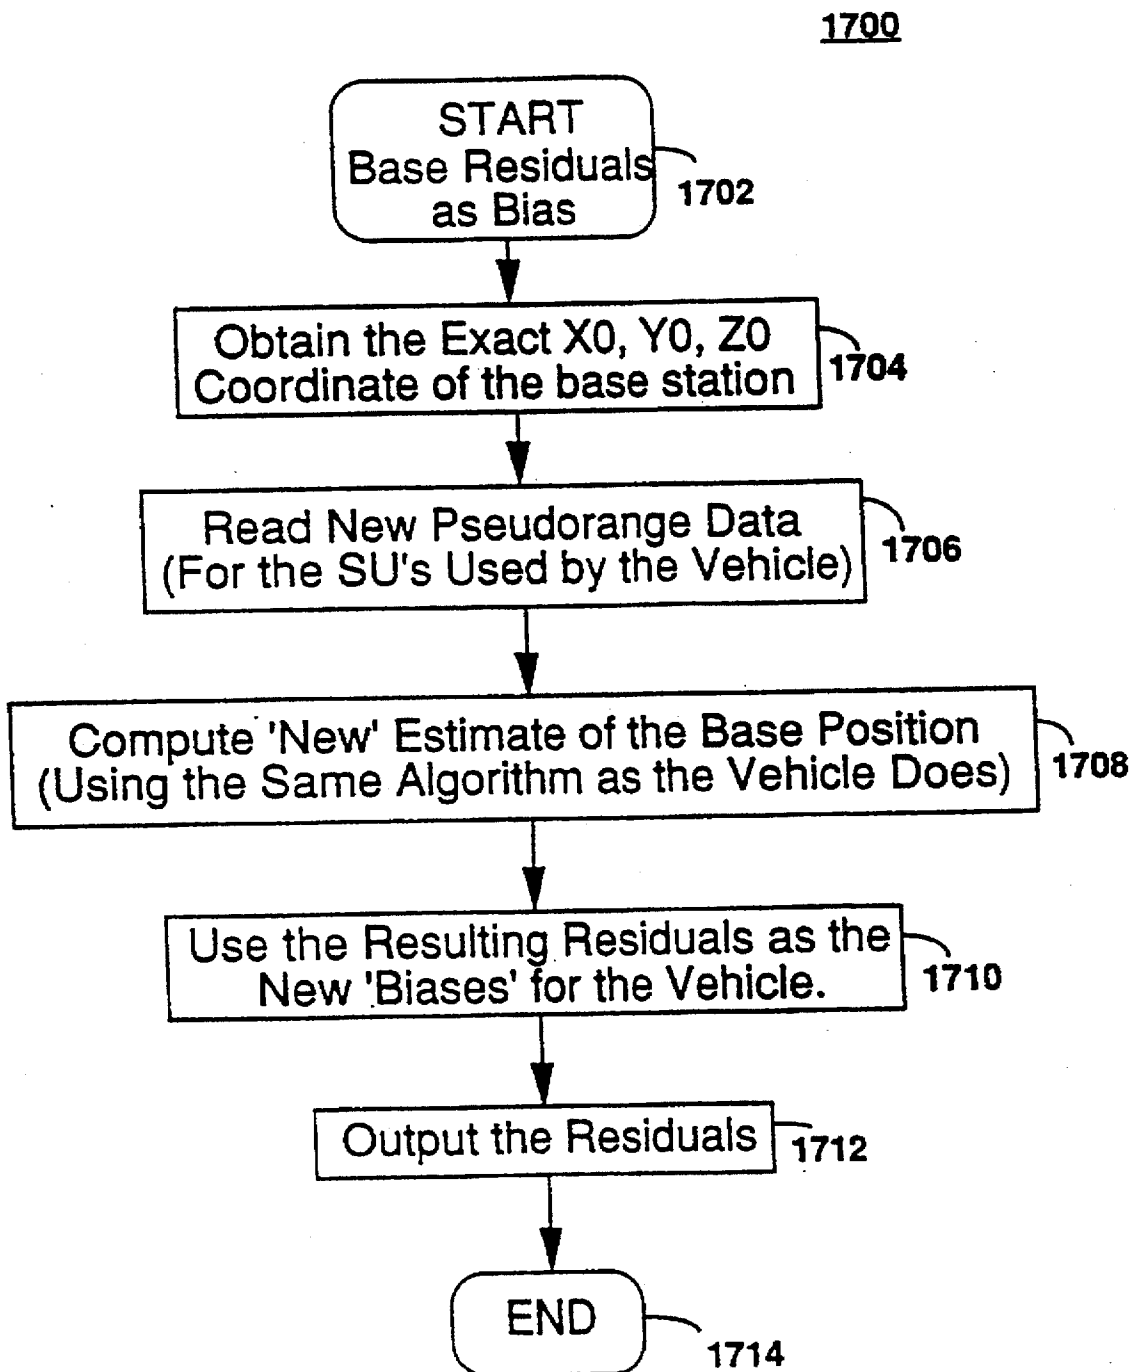 1700
START
Base Residuals
as Bias
1702
Obtain the Exact X0, Y0, Z0
Coordinate of the base station
1704
Read New Pseudorange Data
(For the SU's Used by the Vehicle)
1706
Compute 'New' Estimate of the Base Position
(Using the Same Algorithm as the Vehicle Does)
1708
Use the Resulting Residuals as the
New 'Biases' for the Vehicle.
1710
Output the Residuals
1712
END
1714